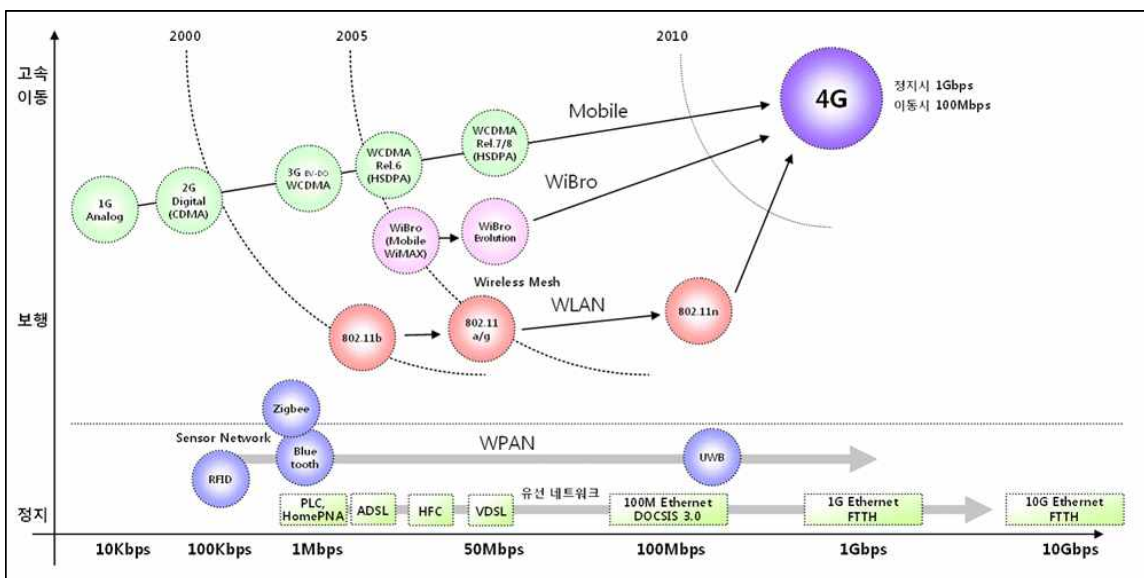 2000
2005
2010
고속
이동
4G
정지시 1Gbps
이동시 100Mbps
Mobile
WCDMA
Rel.7/8
(HSDPA)
WCDMA
Rel.6
(HSDPA)
3G EV-DO
WCDMA
2G
Digital
(CDMA)
1G
Analog
WiBro
WiBro
(Mobile
WiMAX)
WiBro
Evolution
Wireless Mesh
WLAN
보행
802.11b
802.11
a/g
802.11n
Zigbee
Sensor Network
WPAN
Blue
tooth
RFID
UWB
유선 네트워크
정지
PLC,
HomePNA
ADSL
HFC
VDSL
100M Ethernet
DOCSIS 3.0
1G Ethernet
FTTH
10G Ethernet
FTTH
10Kbps
100Kbps
1Mbps
50Mbps
100Mbps
1Gbps
10Gbps